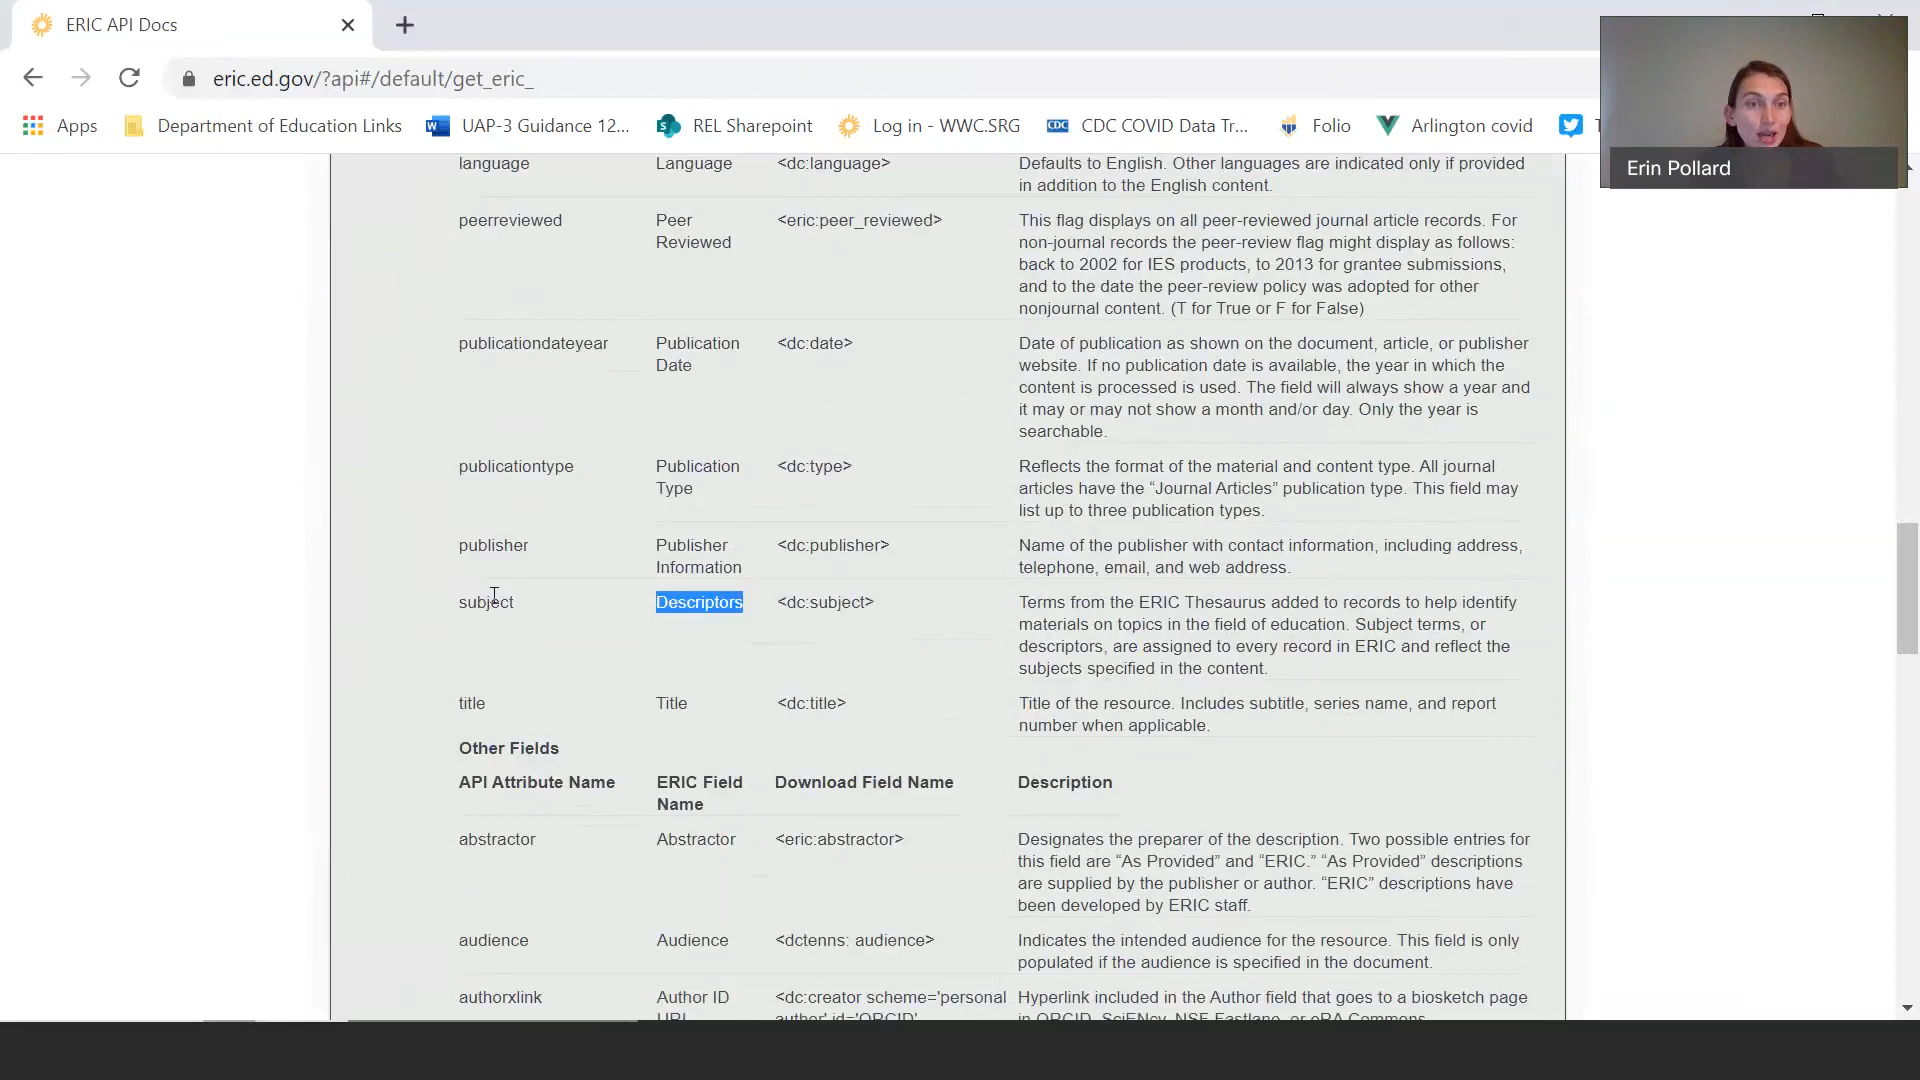 ERIC API Docs
eric.ed.gov/?api#/default/get_eric_
Apps Department of Education Links UAP-3 Guidance 12... REL Sharepoint Log in - WWC.SRG CDC COVID Data Tr... Folio Arlington covid
Erin Pollard
language Language <dc:language> Defaults to English. Other languages are indicated only if provided
in addition to the English content.
peerreviewed Peer <eric:peer_reviewed> This flag displays on all peer-reviewed journal article records. For
Reviewed non-journal records the peer-review flag might display as follows:
back to 2002 for IES products, to 2013 for grantee submissions,
and to the date the peer-review policy was adopted for other
nonjournal content. (T for True or F for False)
publicationdateyear Publication <dc:date> Date of publication as shown on the document, article, or publisher
Date website. If no publication date is available, the year in which the
content is processed is used. The field will always show a year and
it may or may not show a month and/or day. Only the year is
searchable.
publicationtype Publication <dc:type> Reflects the format of the material and content type. All journal
Type articles have the “Journal Articles” publication type. This field may
list up to three publication types.
publisher Publisher <dc:publisher> Name of the publisher with contact information, including address,
Information telephone, email, and web address.
subject Descriptors <dc:subject> Terms from the ERIC Thesaurus added to records to help identify
materials on topics in the field of education. Subject terms, or
descriptors, are assigned to every record in ERIC and reflect the
subjects specified in the content.
title Title <dc:title> Title of the resource. Includes subtitle, series name, and report
number when applicable.
Other Fields
API Attribute Name ERIC Field Download Field Name Description
Name
abstractor Abstractor <eric:abstractor> Designates the preparer of the description. Two possible entries for
this field are “As Provided” and “ERIC.” “As Provided” descriptions
are supplied by the publisher or author. “ERIC” descriptions have
been developed by ERIC staff.
audience Audience <dctenns: audience> Indicates the intended audience for the resource. This field is only
populated if the audience is specified in the document.
authorxlink Author ID <dc:creator scheme='personal Hyperlink included in the Author field that goes to a biosketch page
URL author' id='ORCID' in ORCID, SciENcv, NSF Fastlane, or eRA Commons